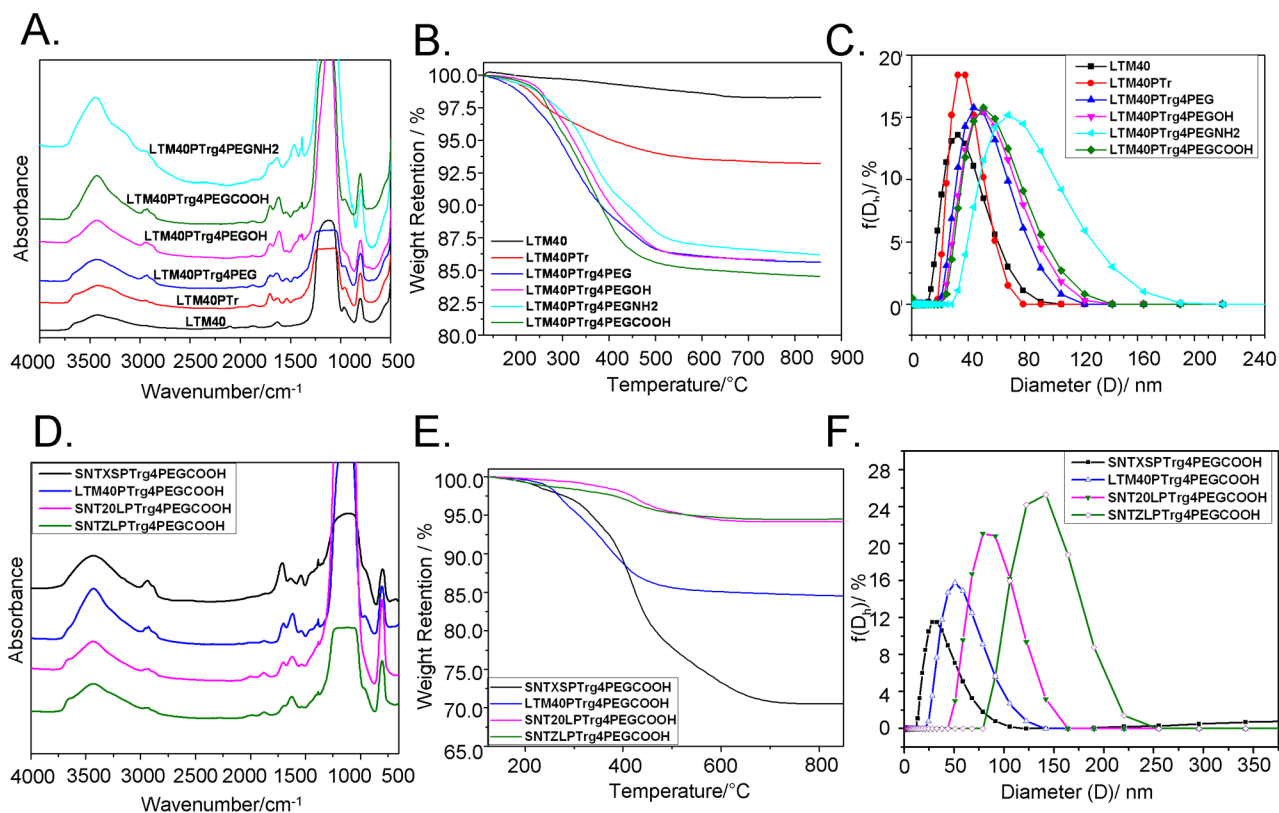 A.
Absorbance
LTM40PTrg4PEGNH2
LTM40PTrg4PEGCOOH
LTM40PTrg4PEGOH
LTM40PTrg4PEG
LTM40PTr
LTM40
4000 3500 3000 2500 2000 1500 1000 500
Wavenumber/cm-1
B.
Weight Retention / %
100.0
97.5
95.0
92.5
90.0
87.5
85.0
82.5
80.0
LTM40
LTM40PTr
LTM40PTrg4PEG
LTM40PTrg4PEGOH
LTM40PTrg4PEGNH2
LTM40PTrg4PEGCOOH
200 300 400 500 600 700 800 900
Temperature/°C
C.
f(Dh)/ %
20
15
10
5
0
LTM40
LTM40PTr
LTM40PTrg4PEG
LTM40PTrg4PEGOH
LTM40PTrg4PEGNH2
LTM40PTrg4PEGCOOH
0 40 80 120 160 200 240
Diameter (D)/ nm
D.
Absorbance
SNTXSPTrg4PEGCOOH
LTM40PTrg4PEGCOOH
SNT20LPTrg4PEGCOOH
SNTZLPTrg4PEGCOOH
4000 3500 3000 2500 2000 1500 1000 500
Wavenumber/cm-1
E.
Weight Retention / %
100.0
95.0
90.0
85.0
80.0
75.0
70.0
65.0
SNTXSPTrg4PEGCOOH
LTM40PTrg4PEGCOOH
SNT20LPTrg4PEGCOOH
SNTZLPTrg4PEGCOOH
200 400 600 800
Temperature/°C
F.
f(Dh)/ %
28
24
20
16
12
8
4
0
SNTXSPTrg4PEGCOOH
LTM40PTrg4PEGCOOH
SNT20LPTrg4PEGCOOH
SNTZLPTrg4PEGCOOH
0 50 100 150 200 250 300 350
Diameter (D)/ nm